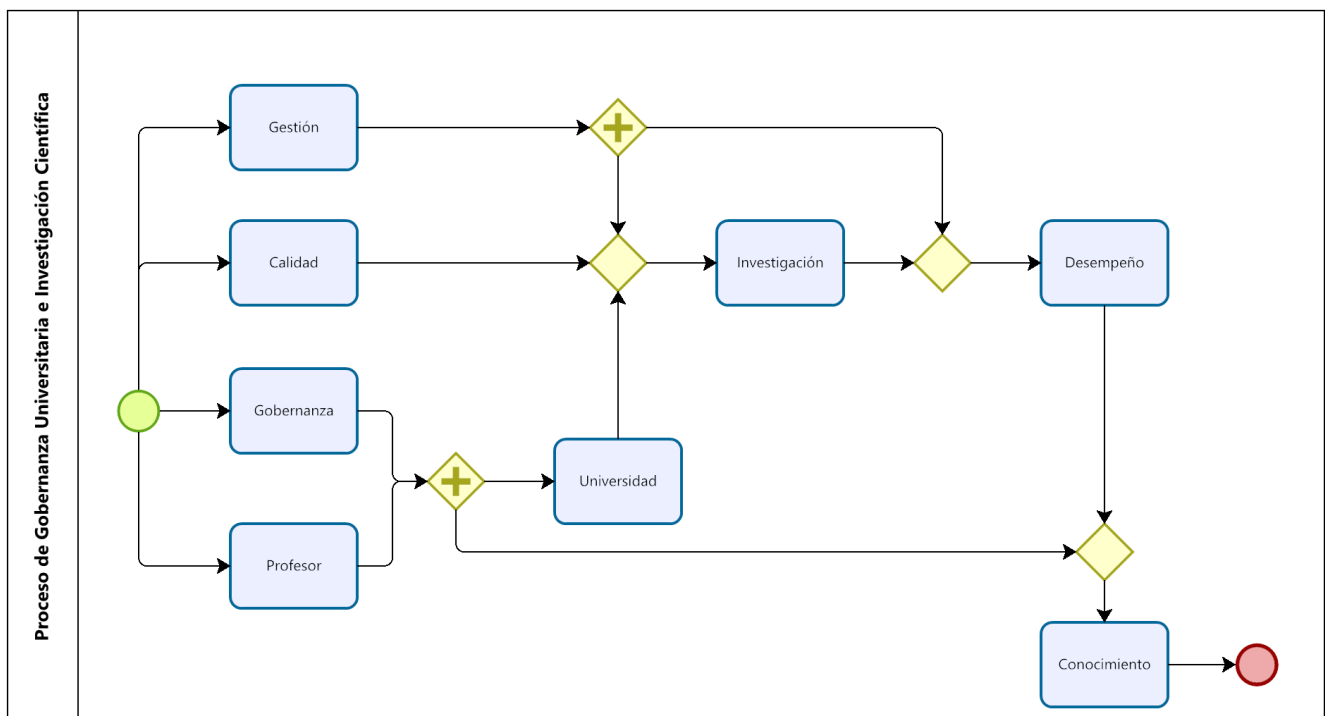 Proceso de Gobernanza Universitaria e Investigación Científica
Gestión
Calidad
Investigación
Desempeño
Gobernanza
Universidad
Profesor
Conocimiento